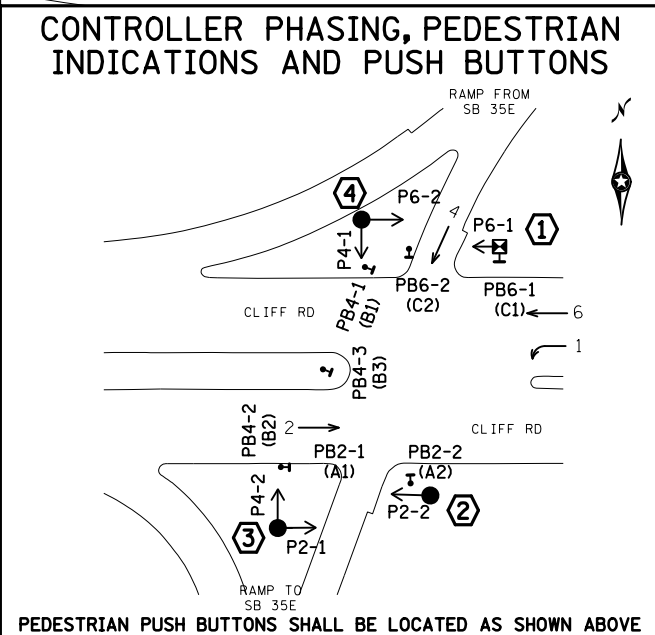 CONTROLLER PHASING, PEDESTRIAN
INDICATIONS AND PUSH BUTTONS
RAMP FROM
SB 35E
N
4
P6-2
4
P6-1
1
P4-1
PB4-1
(B1)
PB6-2
(C2)
PB6-1
(C1)
6
CLIFF RD
1
PB4-3
(B3)
PB4-2
(B2)
2
CLIFF RD
PB2-1
(A1)
PB2-2
(A2)
P4-2
P2-2
2
3
P2-1
RAMP TO
SB 35E
PEDESTRIAN PUSH BUTTONS SHALL BE LOCATED AS SHOWN ABOVE